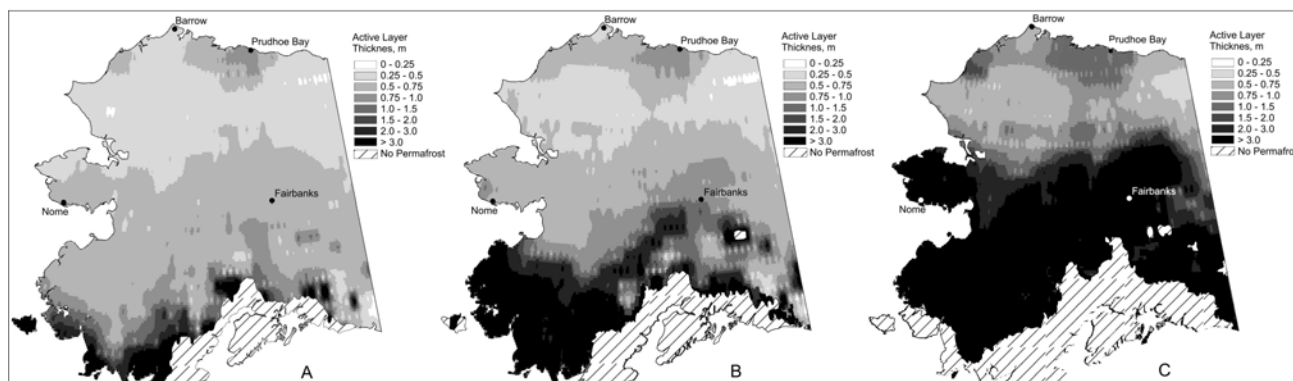 Barrow
Prudhoe Bay
Active Layer
Thicknes, m
0 - 0.25
0.25 - 0.5
0.5 - 0.75
0.75 - 1.0
1.0 - 1.5
1.5 - 2.0
2.0 - 3.0
> 3.0
No Permafrost
Fairbanks
Nome
A
Barrow
Prudhoe Bay
Active Layer
Thicknes, m
0 - 0.25
0.25 - 0.5
0.5 - 0.75
0.75 - 1.0
1.0 - 1.5
1.5 - 2.0
2.0 - 3.0
> 3.0
No Permafrost
Fairbanks
Nome
B
Barrow
Prudhoe Bay
Active Layer
Thicknes, m
0 - 0.25
0.25 - 0.5
0.5 - 0.75
0.75 - 1.0
1.0 - 1.5
1.5 - 2.0
2.0 - 3.0
> 3.0
No Permafrost
Fairbanks
Nome
C